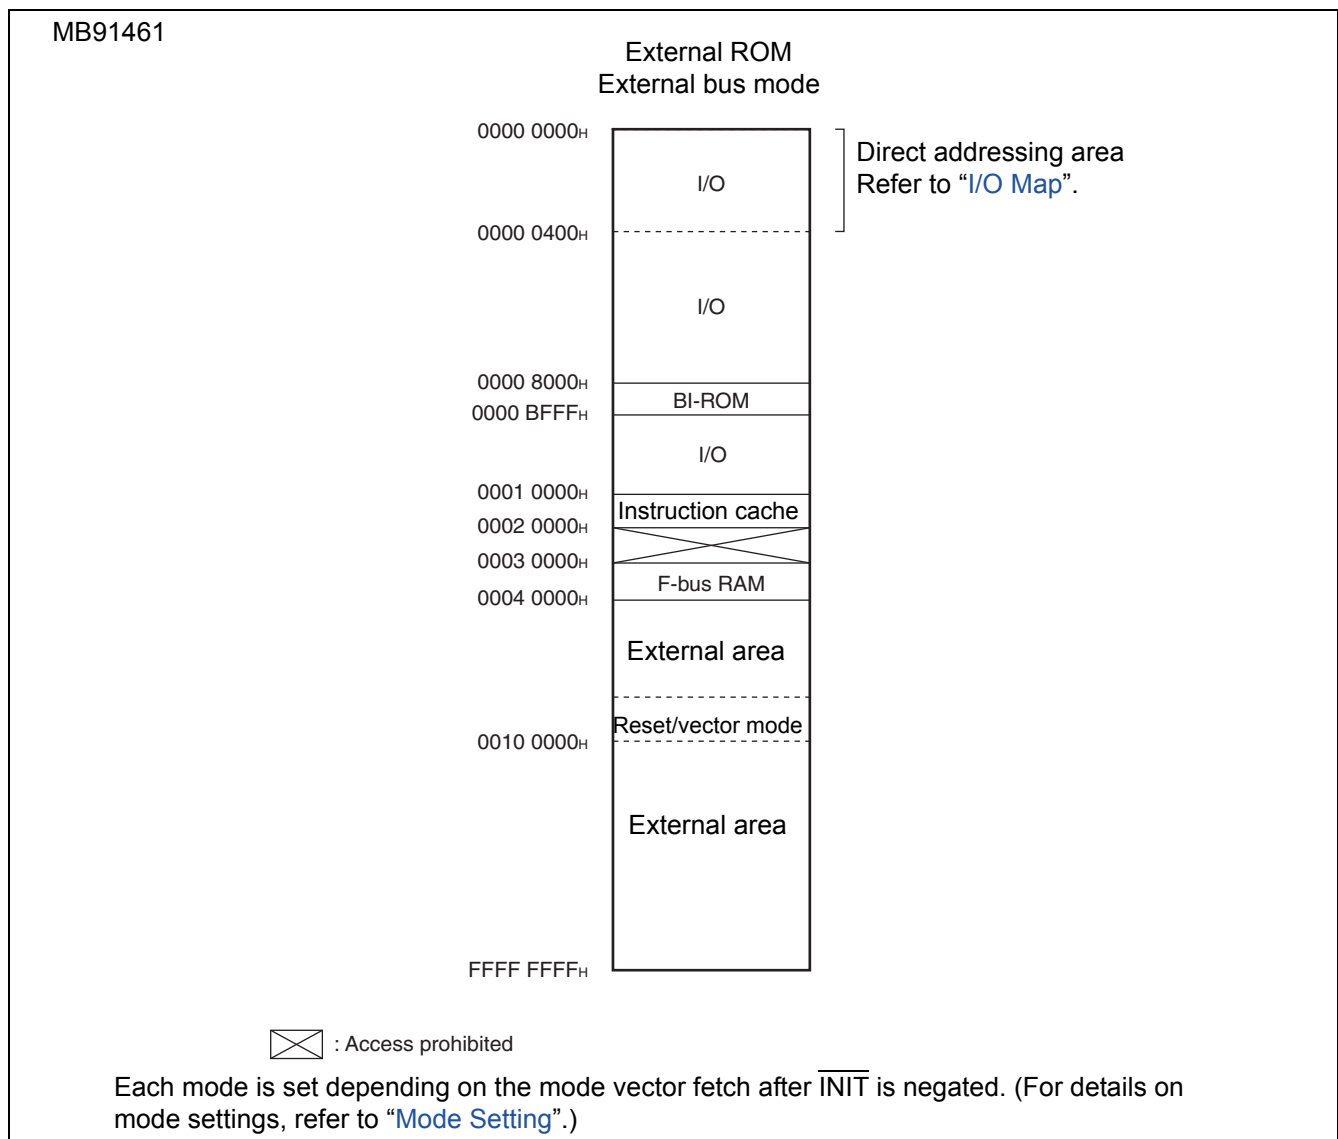 MB91461
External ROM
External bus mode
0000 0000H
I/O
Direct addressing area
Refer to “I/O Map”.
0000 0400H
I/O
0000 8000H
BI-ROM
0000 BFFFH
I/O
0001 0000H
Instruction cache
0002 0000H
0003 0000H
F-bus RAM
0004 0000H
External area
Reset/vector mode
0010 0000H
External area
FFFF FFFFH
: Access prohibited
Each mode is set depending on the mode vector fetch after INIT is negated. (For details on
mode settings, refer to “Mode Setting”.)